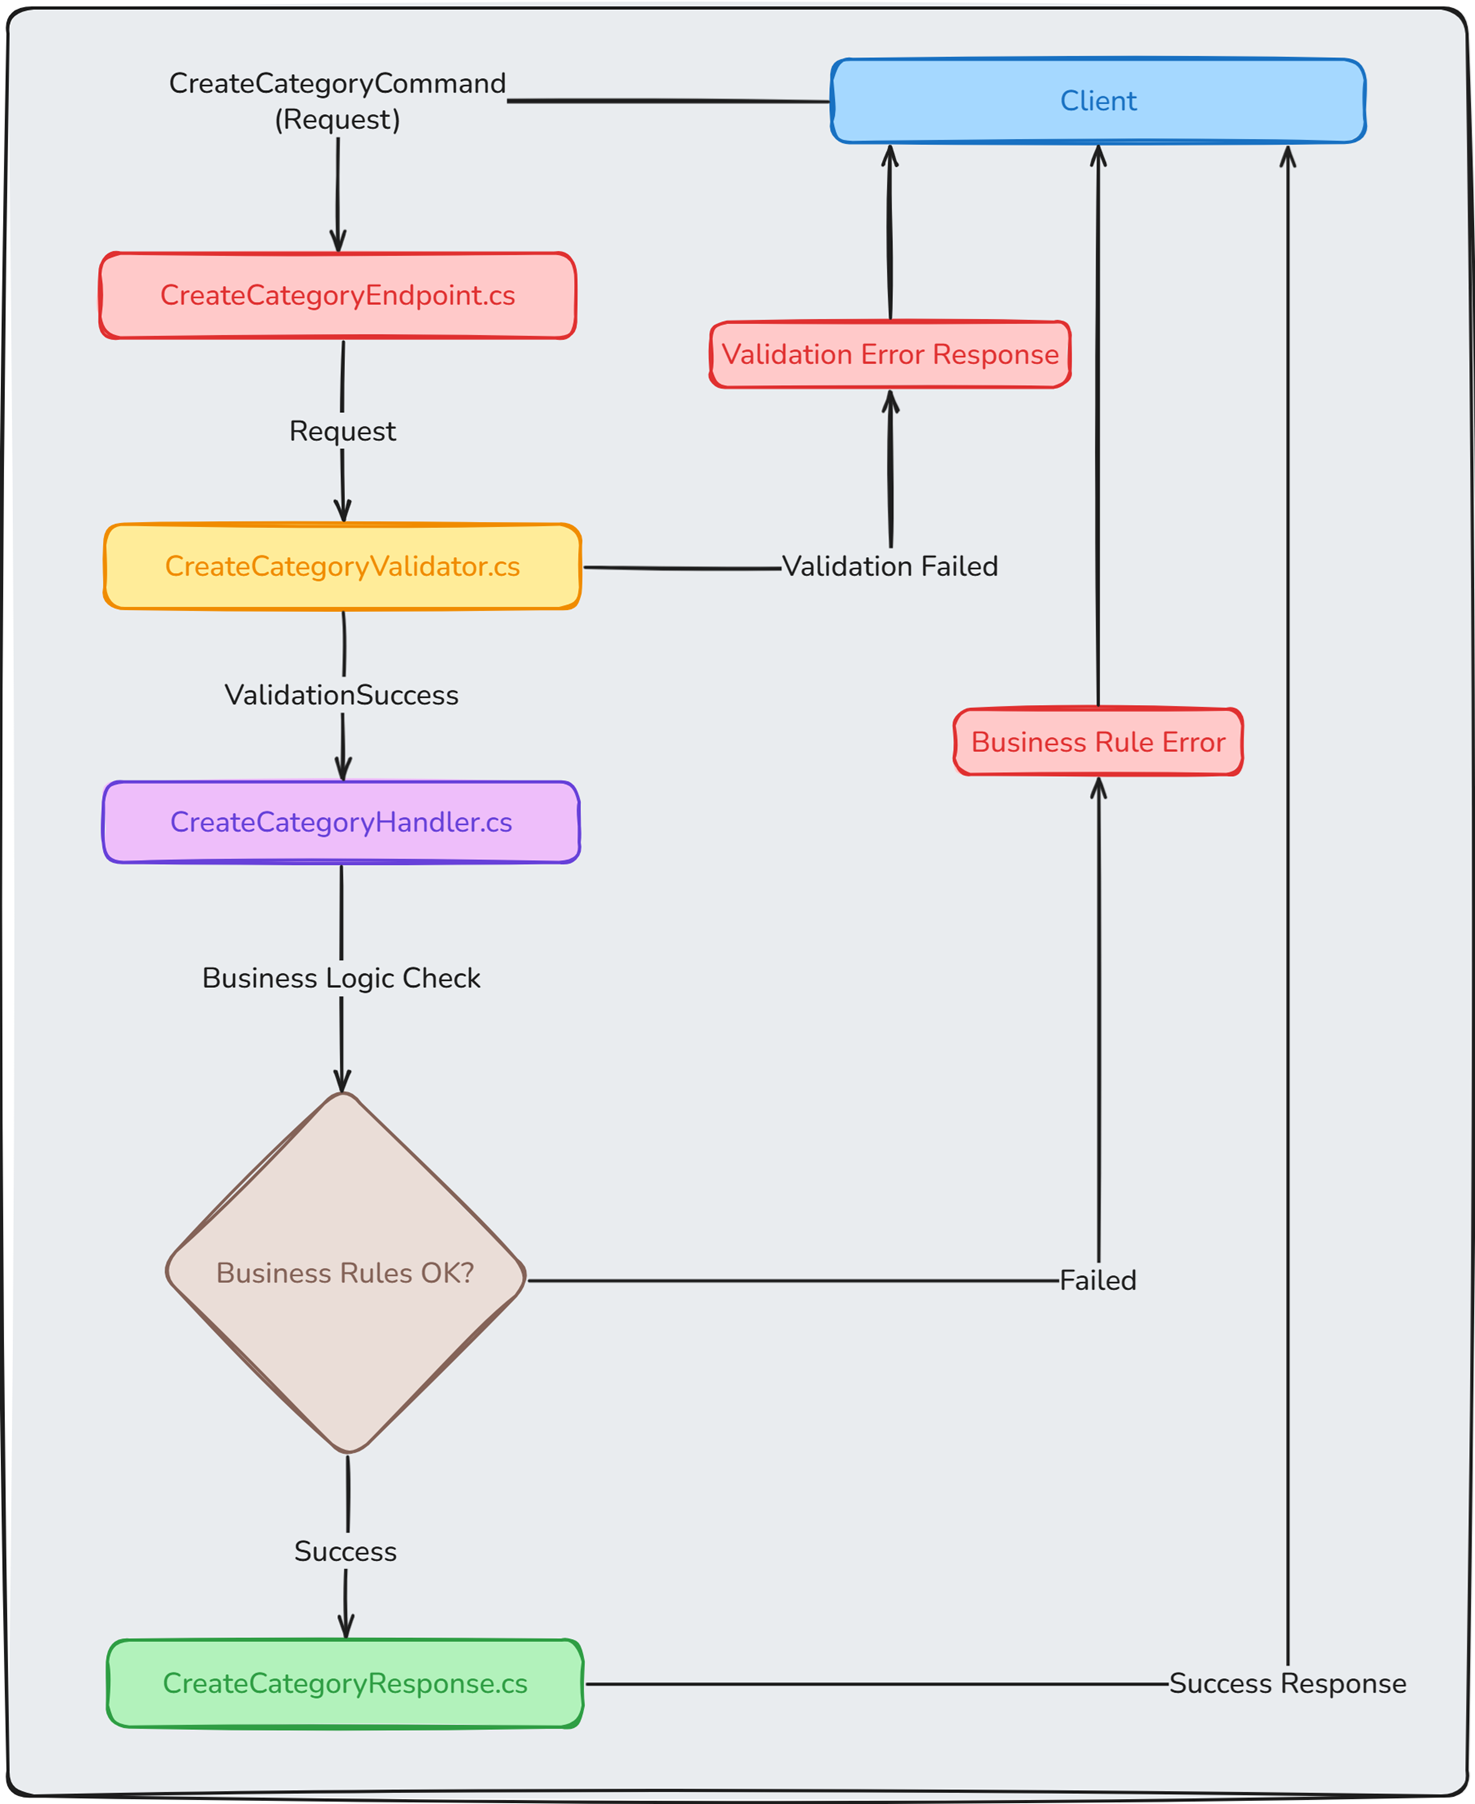 CreateCategoryCommand
(Request)
Client
CreateCategoryEndpoint.cs
Validation Error Response
Request
CreateCategoryValidator.cs
Validation Failed
ValidationSuccess
Business Rule Error
CreateCategoryHandler.cs
Business Logic Check
Business Rules OK?
Failed
Success
CreateCategoryResponse.cs
Success Response